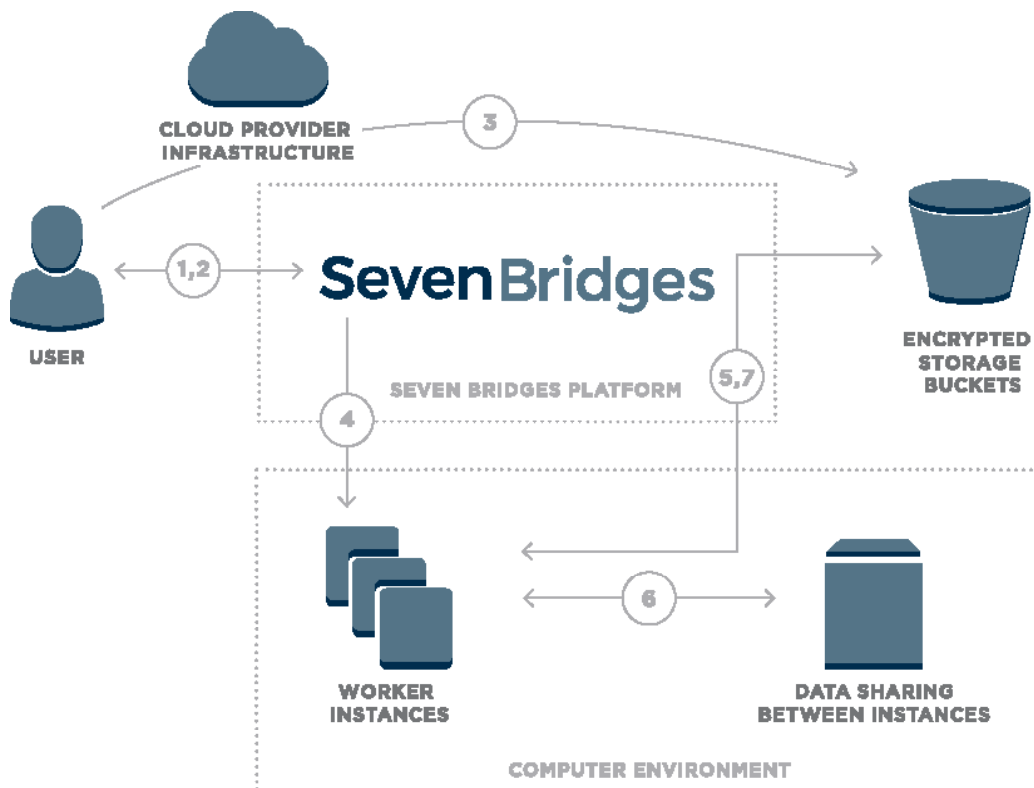 CLOUD PROVIDER
INFRASTRUCTURE
3
1,2
SevenBridges
USER
ENCRYPTED
STORAGE
BUCKETS
5,7
SEVEN BRIDGES PLATFORM
4
6
WORKER
INSTANCES
DATA SHARING
BETWEEN INSTANCES
COMPUTER ENVIRONMENT